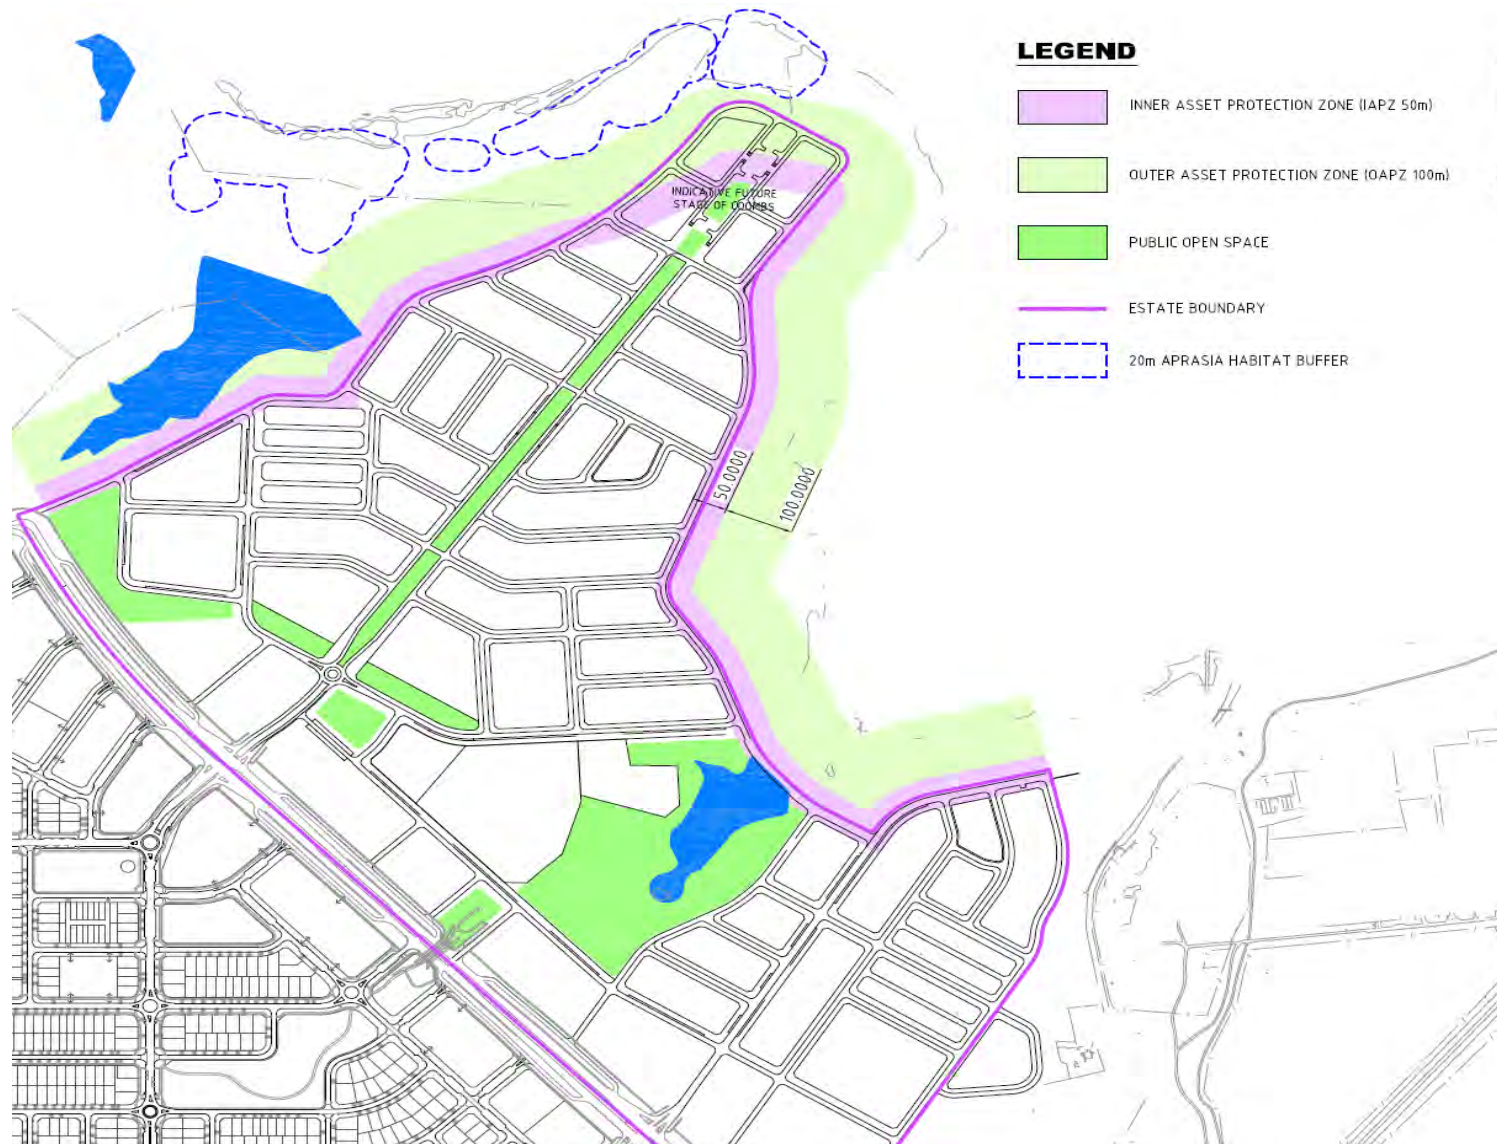 LEGEND
INNER ASSET PROTECTION ZONE (IAPZ 50m)
OUTER ASSET PROTECTION ZONE (OAPZ 100m)
PUBLIC OPEN SPACE
ESTATE BOUNDARY
20m APRASIA HABITAT BUFFER
INDICATIVE FUTURE
STAGE OF COOMBS
50.0000
100.0000